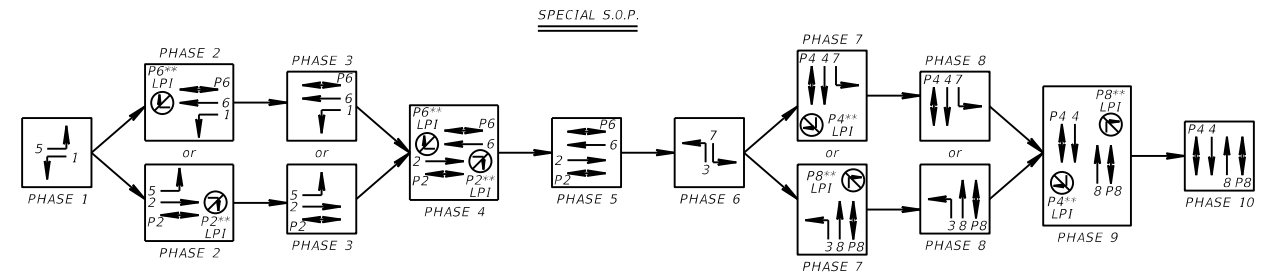 SPECIAL S.O.P.
5
1
PHASE 1
PHASE 2
P6**
LPI
P6
6
1
or
5
2
P2
P2**
LPI
PHASE 2
PHASE 3
P6
6
1
or
5
2
P2
PHASE 3
P6**
LPI
P6
6
2
P2
P2**
LPI
PHASE 4
P6
6
2
P2
PHASE 5
7
3
PHASE 6
PHASE 7
P4 4 7
P4**
LPI
or
P8**
LPI
3 8 P8
PHASE 7
PHASE 8
P4 4 7
or
3 8 P8
PHASE 8
P8**
LPI
P4 4
8 P8
P4**
LPI
PHASE 9
P4 4
8 P8
PHASE 10